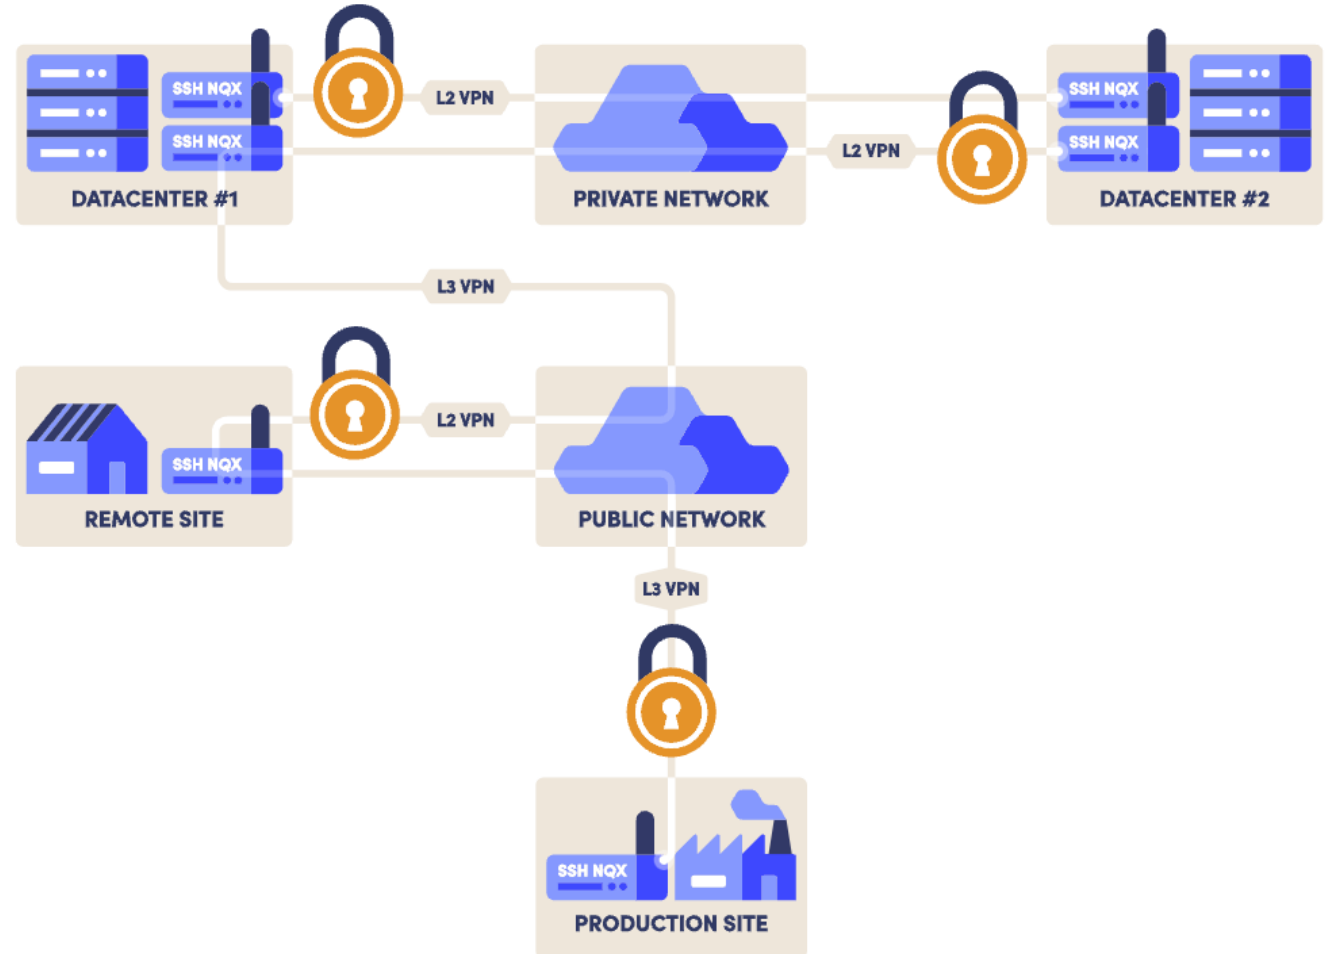 SSH NQX
L2 VPN
SSH NQX
SSH NQX
L2 VPN
SSH NQX
DATACENTER #1
PRIVATE NETWORK
DATACENTER #2
L3 VPN
L2 VPN
SSH NQX
REMOTE SITE
PUBLIC NETWORK
L3 VPN
SSH NQX
PRODUCTION SITE